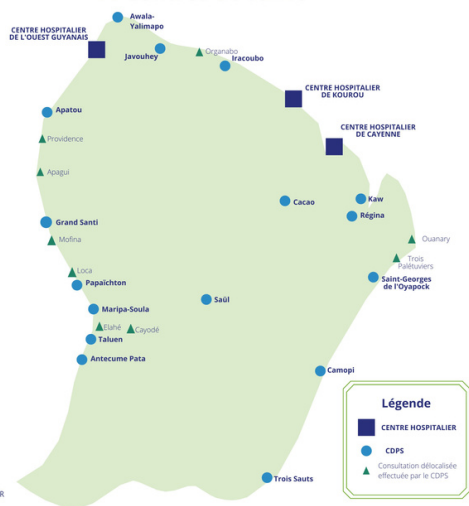 Awala-
Yalimapo
CENTRE HOSPITALIER
DE L'OUEST GUYANAIS
Javouhey
Organabo
Iracoubo
CENTRE HOSPITALIER
DE KOUROU
Apatou
CENTRE HOSPITALIER
DE CAYENNE
Providence
Apagui
Cacao
Kaw
Régina
Grand Santi
Mofina
Ouanary
Trois
Palétuviers
Loca
Papaïchton
Saint-Georges
de l'Oyapock
Saül
Maripa-Soula
Elahé
Cayodé
Taluen
Antecume Pata
Camopi
Trois Sauts
Légende
CENTRE HOSPITALIER
CDPS
Consultation délocalisée
effectuée par le CDPS
R